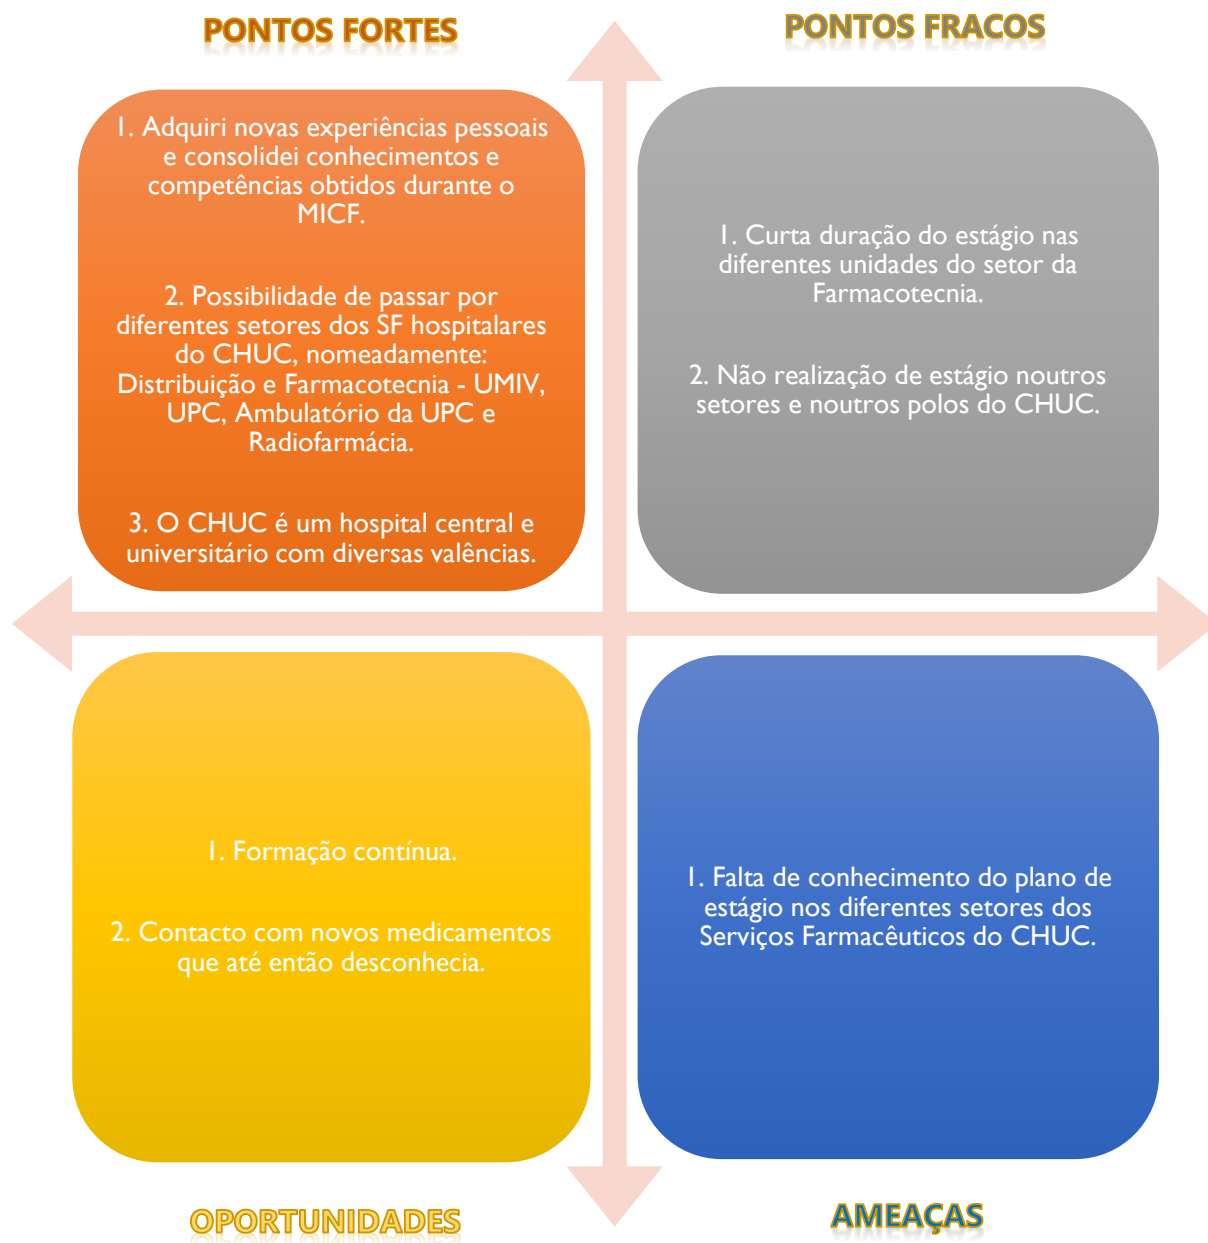 PONTOS FORTES
1. Adquiri novas experiências pessoais
e consolidei conhecimentos e
competências obtidos durante o
MICF.
2. Possibilidade de passar por
diferentes setores dos SF hospitalares
do CHUC, nomeadamente:
Distribuição e Farmacotecnia - UMIV,
UPC, Ambulatório da UPC e
Radiofarmácia.
3. O CHUC é um hospital central e
universitário com diversas valências.
PONTOS FRACOS
1. Curta duração do estágio nas
diferentes unidades do setor da
Farmacotecnia.
2. Não realização de estágio noutros
setores e noutros polos do CHUC.
1. Formação contínua.
2. Contacto com novos medicamentos
que até então desconhecia.
OPORTUNIDADES
1. Falta de conhecimento do plano de
estágio nos diferentes setores dos
Serviços Farmacêuticos do CHUC.
AMEAÇAS